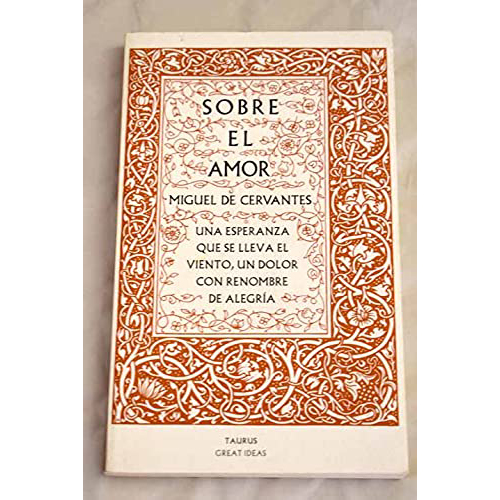 SOBRE
EL
AMOR
MIGUEL DE CERVANTES
UNA ESPERANZA
QUE SE LLEVA EL
VIENTO, UN DOLOR
CON RENOMBRE
DE ALEGRÍA
TAURUS
GREAT IDEAS